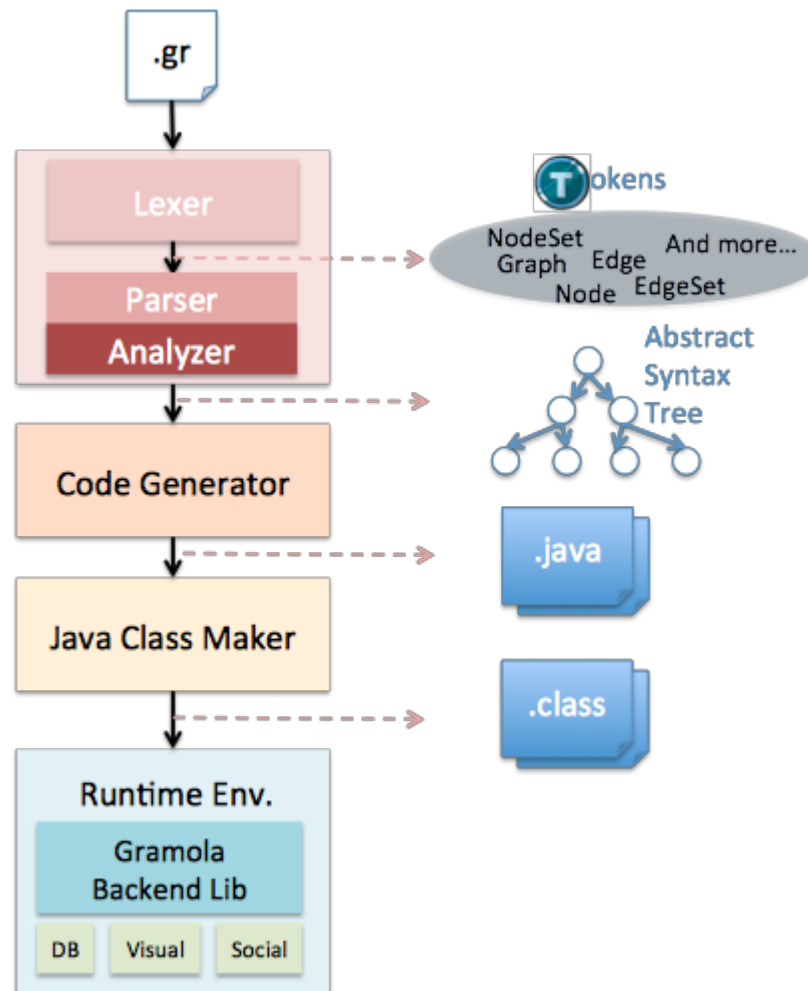 .gr
Lexer
Tokens
NodeSet
Graph
Edge
And more...
Node
EdgeSet
Parser
Analyzer
Abstract
Syntax
Tree
Code Generator
.java
Java Class Maker
.class
Runtime Env.
Gramola
Backend Lib
DB
Visual
Social